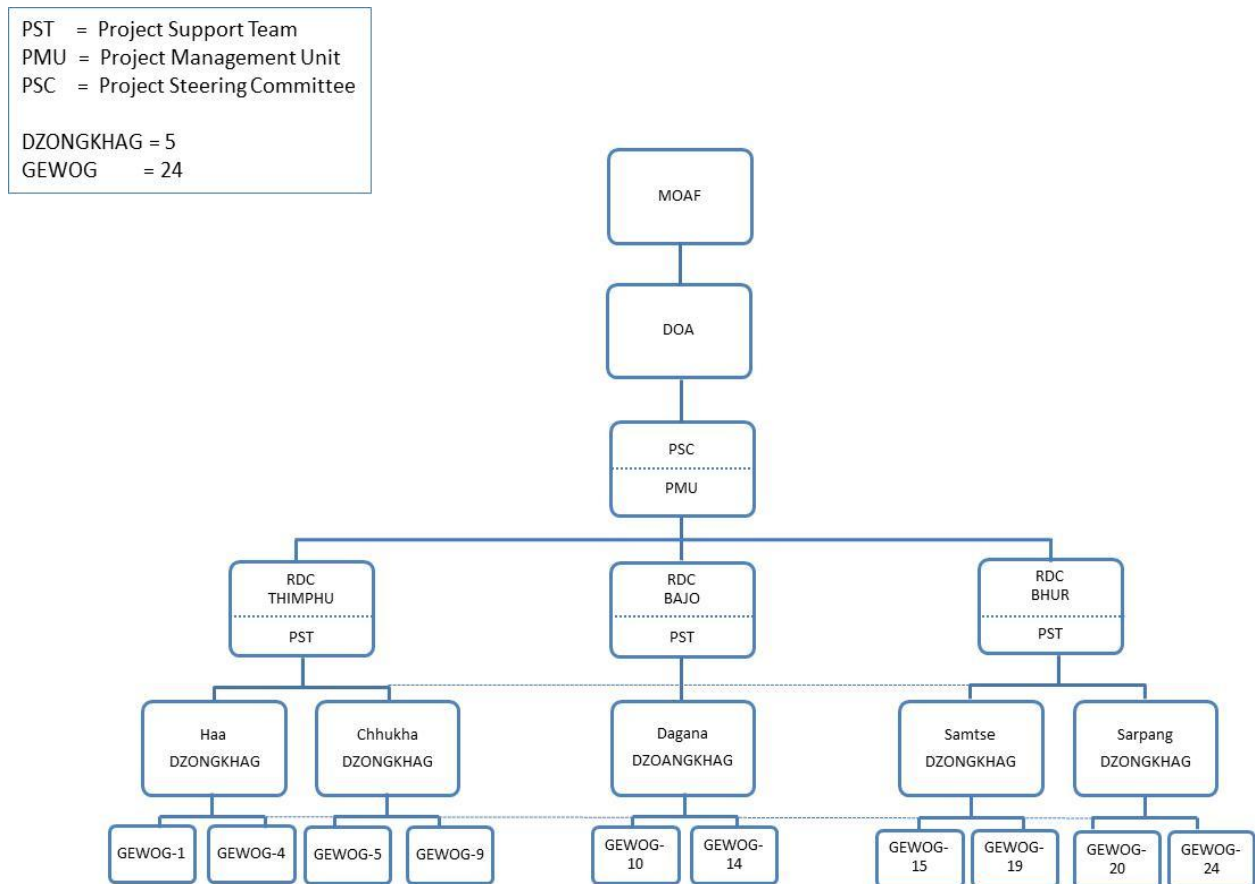 PST = Project Support Team
PMU = Project Management Unit
PSC = Project Steering Committee
DZONGKHAG = 5
GEWOG = 24
MOAF
DOA
PSC
PMU
RDC
THIMPHU
PST
RDC
BAJO
PST
RDC
BHUR
PST
Haa
DZONGKHAG
Chhukha
DZONGKHAG
Dagana
DZOANGKHAG
Samtse
DZONGKHAG
Sarpang
DZONGKHAG
GEWOG-1
GEWOG-4
GEWOG-5
GEWOG-9
GEWOG-
10
GEWOG-
14
GEWOG-
15
GEWOG-
19
GEWOG-
20
GEWOG-
24